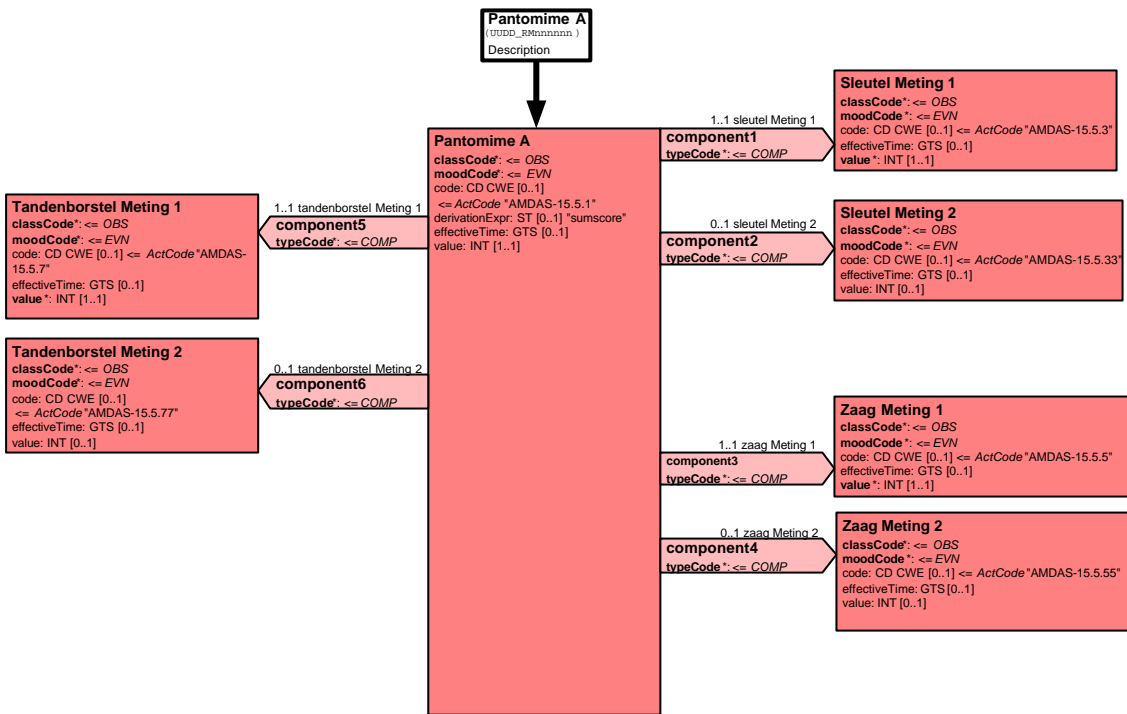 Pantomime A
(UUDD_RMnnnnnn )
Description
Pantomime A
classCode*: <= OBS
moodCode*: <= EVN
code: CD CWE [0..1]
<= ActCode "AMDAS-15.5.1"
derivationExpr: ST [0..1] "sumscore"
effectiveTime: GTS [0..1]
value: INT [1..1]
1..1 tandenborstel Meting 1
component5
typeCode*: <= COMP
Tandenborstel Meting 1
classCode*: <= OBS
moodCode*: <= EVN
code: CD CWE [0..1] <= ActCode "AMDAS-
15.5.7"
effectiveTime: GTS [0..1]
value*: INT [1..1]
0..1 tandenborstel Meting 2
component6
typeCode*: <= COMP
Tandenborstel Meting 2
classCode*: <= OBS
moodCode*: <= EVN
code: CD CWE [0..1]
<= ActCode "AMDAS-15.5.77"
effectiveTime: GTS [0..1]
value: INT [0..1]
1..1 sleutel Meting 1
component1
typeCode*: <= COMP
Sleutel Meting 1
classCode*: <= OBS
moodCode*: <= EVN
code: CD CWE [0..1] <= ActCode "AMDAS-15.5.3"
effectiveTime: GTS [0..1]
value*: INT [1..1]
0..1 sleutel Meting 2
component2
typeCode*: <= COMP
Sleutel Meting 2
classCode*: <= OBS
moodCode*: <= EVN
code: CD CWE [0..1] <= ActCode "AMDAS-15.5.33"
effectiveTime: GTS [0..1]
value: INT [0..1]
1..1 zaag Meting 1
component3
typeCode*: <= COMP
Zaag Meting 1
classCode*: <= OBS
moodCode*: <= EVN
code: CD CWE [0..1] <= ActCode "AMDAS-15.5.5"
effectiveTime: GTS [0..1]
value*: INT [1..1]
0..1 zaag Meting 2
component4
typeCode*: <= COMP
Zaag Meting 2
classCode*: <= OBS
moodCode*: <= EVN
code: CD CWE [0..1] <= ActCode "AMDAS-15.5.55"
effectiveTime: GTS [0..1]
value: INT [0..1]